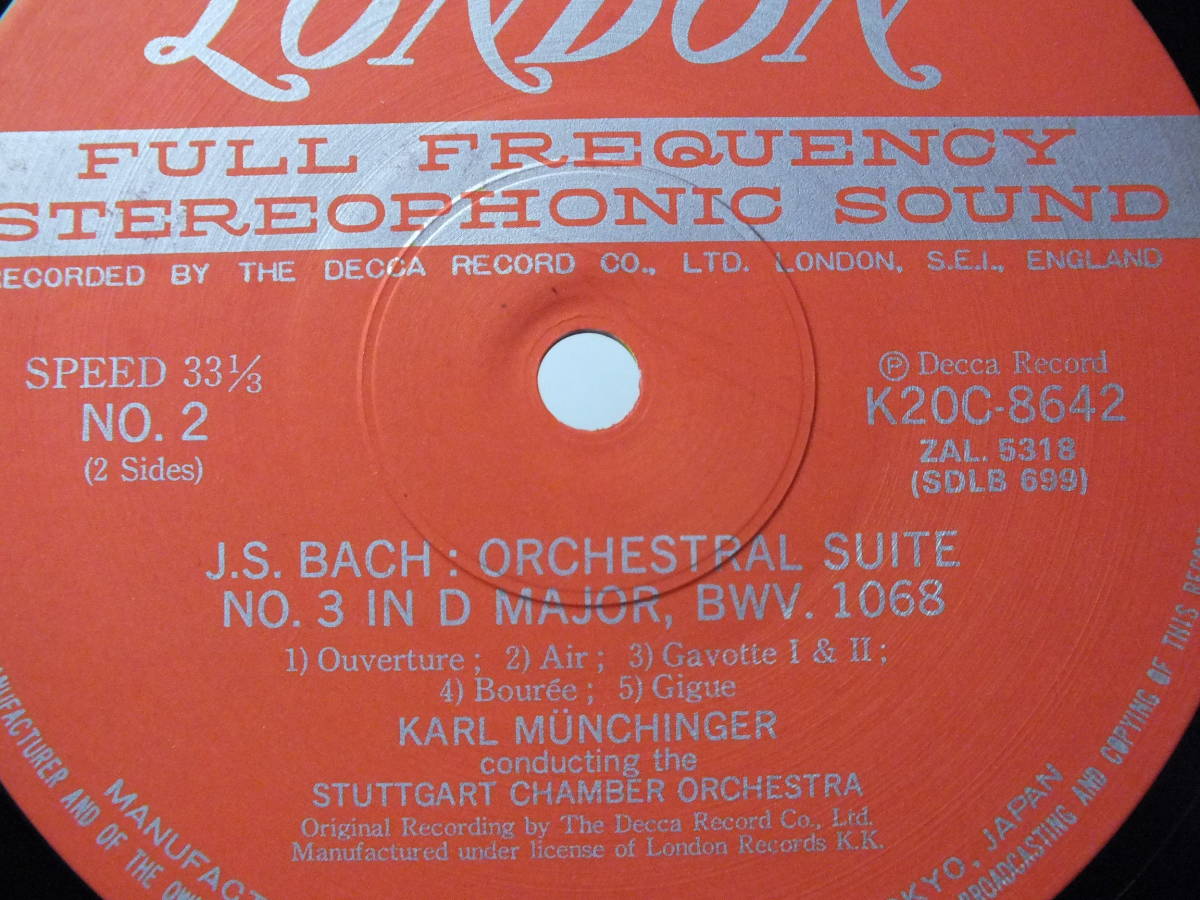 LONDON
FULL FREQUENCY
STEREOPHONIC SOUND
RECORDED BY THE DECCA RECORD CO., LTD. LONDON, S.E.I., ENGLAND
SPEED 33⅓
NO. 2
(2 Sides)
Ⓟ Decca Record
K20C-8642
ZAL. 5318
(SDLB 699)
J.S. BACH : ORCHESTRAL SUITE
NO. 3 IN D MAJOR, BWV. 1068
1) Ouverture ; 2) Air ; 3) Gavotte I & II ;
4) Bourée ; 5) Gigue
KARL MÜNCHINGER
conducting the
STUTTGART CHAMBER ORCHESTRA
Original Recording by The Decca Record Co., Ltd.
Manufactured under license of London Records K.K.
MANUFACTURER AND OF THE
BROADCASTING AND COPYING OF THIS
JAPAN